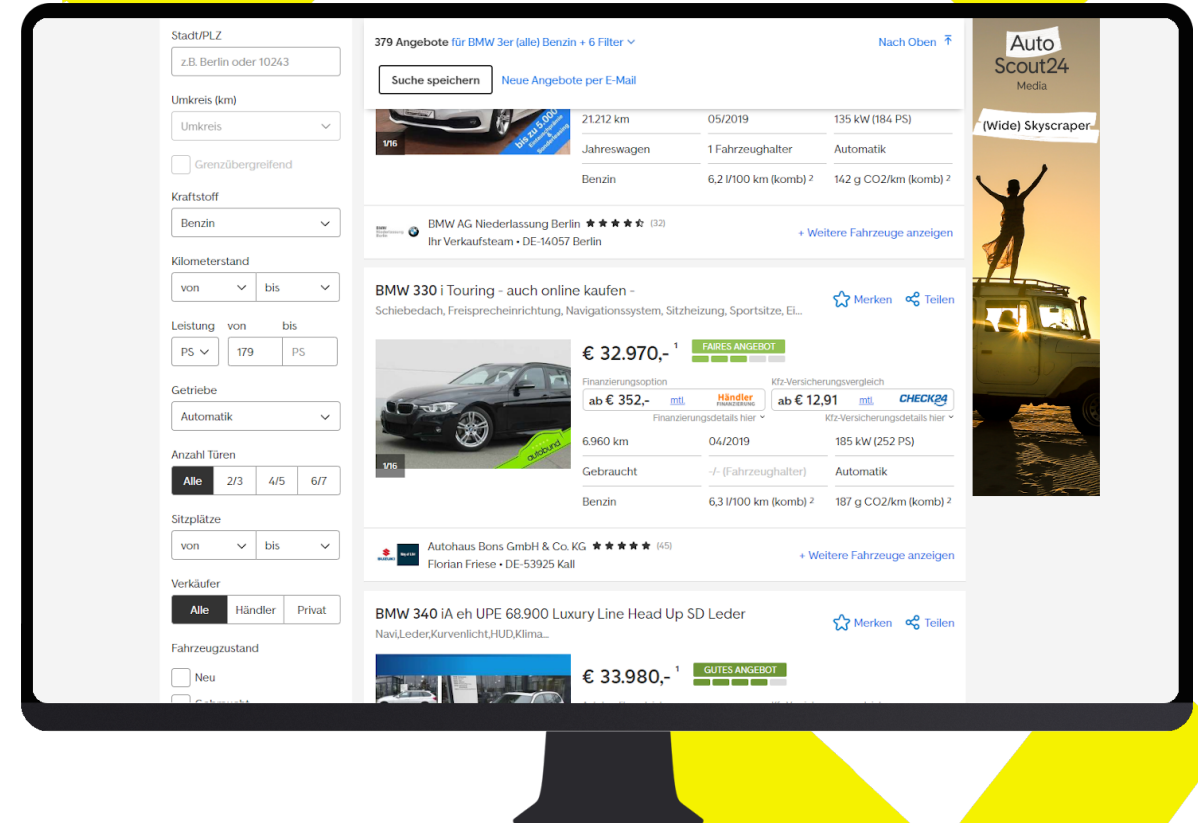 Stadt/PLZ
z.B. Berlin oder 10243
Umkreis (km)
Umkreis
Grenzübergreifend
Kraftstoff
Benzin
Kilometerstand
von bis
Leistung von bis
PS 179 PS
Getriebe
Automatik
Anzahl Türen
Alle 2/3 4/5 6/7
Sitzplätze
von bis
Verkäufer
Alle Händler Privat
Fahrzeugzustand
Neu
379 Angebote für BMW 3er (alle) Benzin + 6 Filter
Nach Oben
Suche speichern Neue Angebote per E-Mail
bis zu 5.000
1/16
21.212 km 05/2019 135 kW (184 PS)
Jahreswagen 1 Fahrzeughalter Automatik
Benzin 6,2 l/100 km (komb) 2 142 g CO2/km (komb) 2
BMW AG Niederlassung Berlin (32)
Ihr Verkaufsteam • DE-14057 Berlin
+ Weitere Fahrzeuge anzeigen
BMW 330 i Touring - auch online kaufen -
Schiebedach, Freisprecheinrichtung, Navigationssystem, Sitzheizung, Sportsitze, Ei...
Merken Teilen
autobund
1/16
€ 32.970,- 1 FAIRES ANGEBOT
Finanzierungsoption Kfz-Versicherungsvergleich
ab € 352,- mtl. Händler FINANZIERUNG ab € 12,91 mtl. CHECK24
Finanzierungsdetails hier Kfz-Versicherungsdetails hier
6.960 km 04/2019 185 kW (252 PS)
Gebraucht -/- (Fahrzeughalter) Automatik
Benzin 6,3 l/100 km (komb) 2 187 g CO2/km (komb) 2
SUZUKI
Autohaus Bons GmbH & Co. KG (45)
Florian Friese • DE-53925 Kall
+ Weitere Fahrzeuge anzeigen
BMW 340 iA eh UPE 68.900 Luxury Line Head Up SD Leder
Navi,Leder,Kurvenlicht,HUD,Klima...
Merken Teilen
€ 33.980,- 1 GUTES ANGEBOT
Auto
Scout24
Media
(Wide) Skyscraper